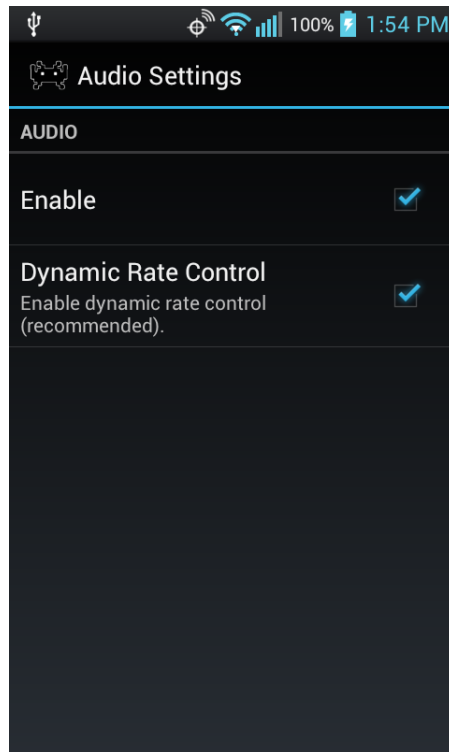 100% 1:54 PM
Audio Settings
AUDIO
Enable
Dynamic Rate Control
Enable dynamic rate control
(recommended).